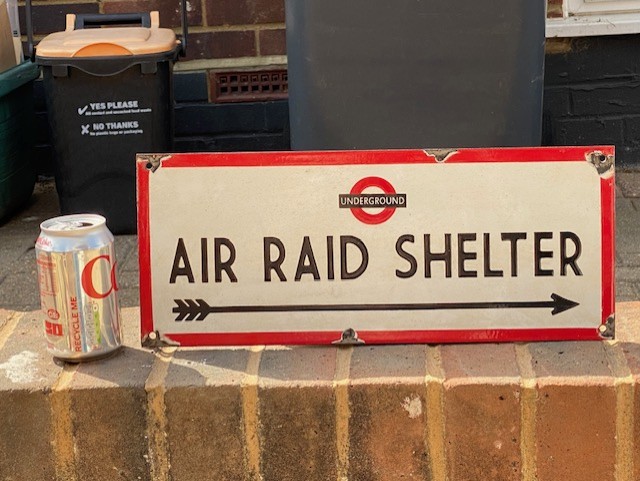 YES PLEASE
NO THANKS
UNDERGROUND
AIR RAID SHELTER
RECYCLE ME